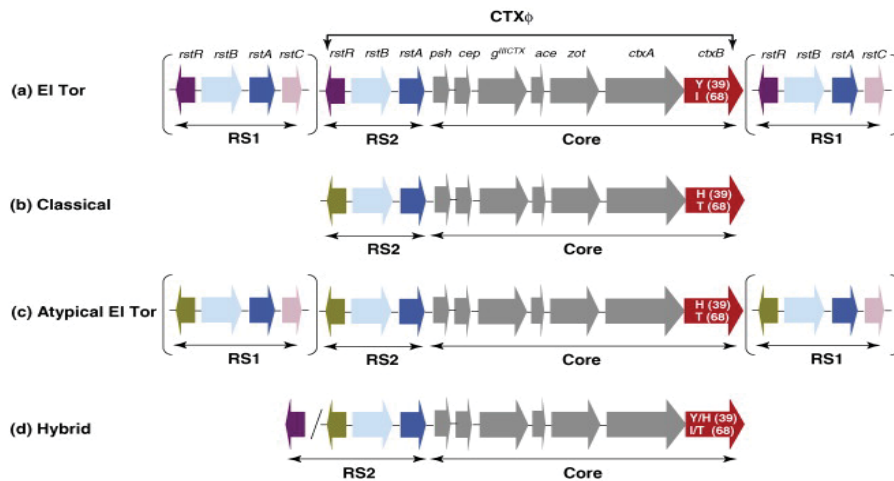 CTXϕ
rstR rstB rstA rstC rstR rstB rstA psh cep gIIICTX ace zot ctxA ctxB rstR rstB rstA rstC
(a) El Tor
Y (39)
I (68)
RS1 RS2 Core RS1
(b) Classical
H (39)
T (68)
RS2 Core
(c) Atypical El Tor
H (39)
T (68)
RS1 RS2 Core RS1
(d) Hybrid
/
Y/H (39)
I/T (68)
RS2 Core